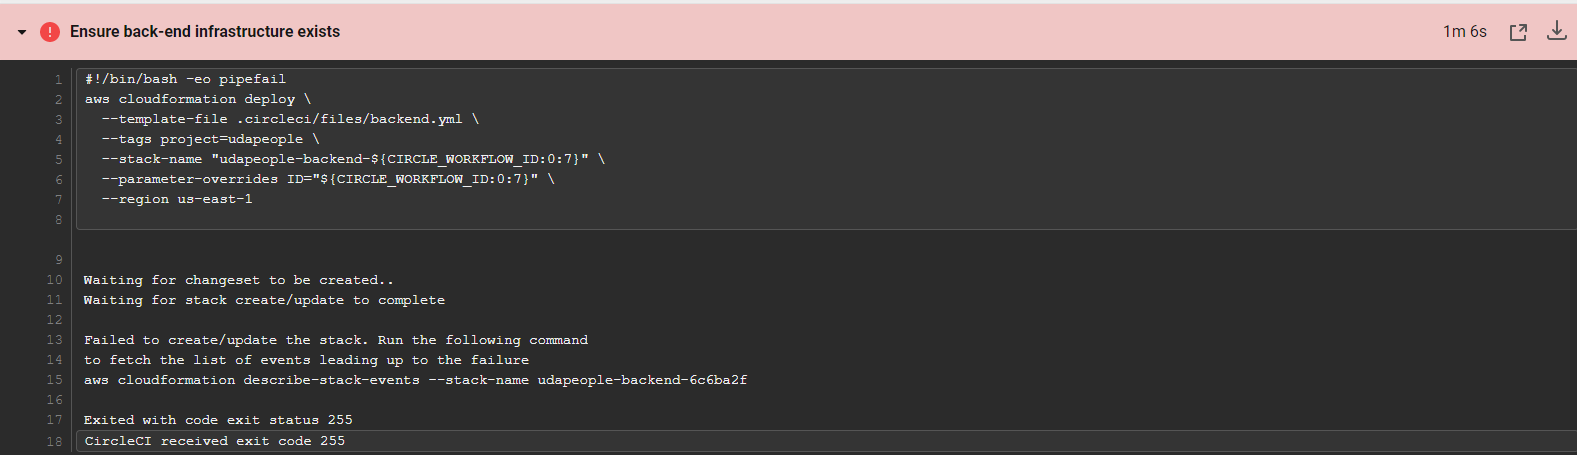 Ensure back-end infrastructure exists
1m 6s
1 #!/bin/bash -eo pipefail
2 aws cloudformation deploy \
3   --template-file .circleci/files/backend.yml \
4   --tags project=udapeople \
5   --stack-name "udapeople-backend-${CIRCLE_WORKFLOW_ID:0:7}" \
6   --parameter-overrides ID="${CIRCLE_WORKFLOW_ID:0:7}" \
7   --region us-east-1
8
9
10 Waiting for changeset to be created..
11 Waiting for stack create/update to complete
12
13 Failed to create/update the stack. Run the following command
14 to fetch the list of events leading up to the failure
15 aws cloudformation describe-stack-events --stack-name udapeople-backend-6c6ba2f
16
17 Exited with code exit status 255
18 CircleCI received exit code 255